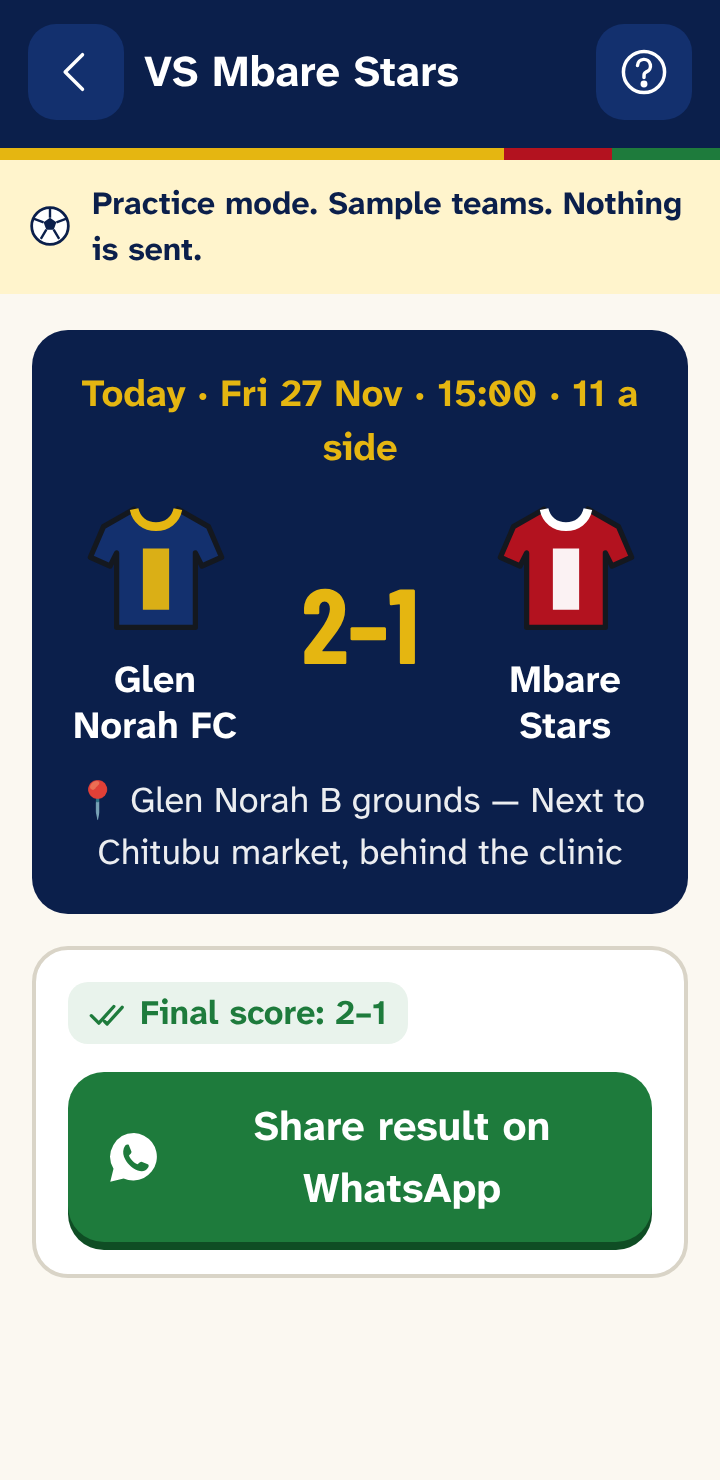 VS Mbare Stars
Practice mode. Sample teams. Nothing
is sent.
Today · Fri 27 Nov · 15:00 · 11 a
side
2–1
Glen
Norah FC
Mbare
Stars
📍 Glen Norah B grounds — Next to
Chitubu market, behind the clinic
Final score: 2–1
Share result on
WhatsApp